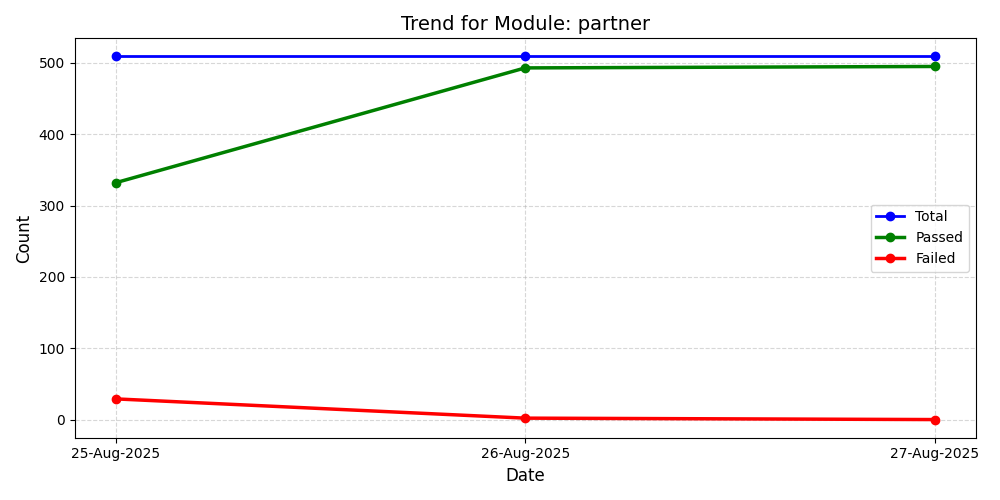 Trend for Module: partner
Count
500
400
300
200
100
0
Total
Passed
Failed
25-Aug-2025
26-Aug-2025
27-Aug-2025
Date